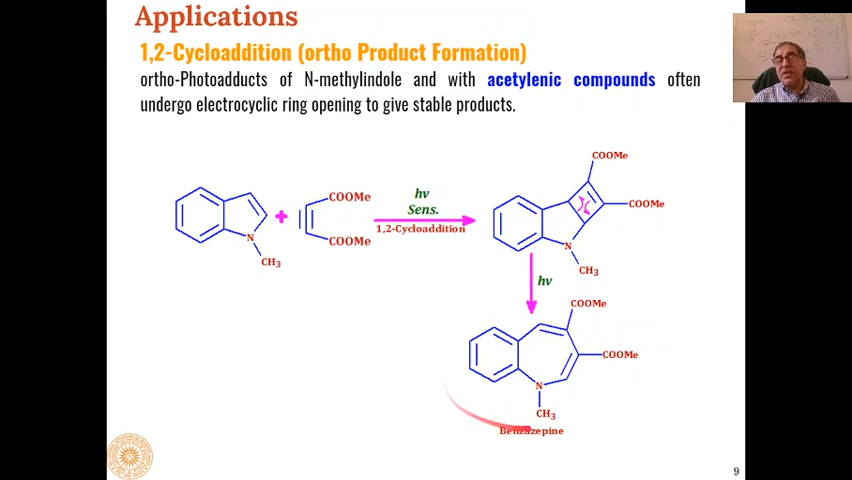 Applications
1,2-Cycloaddition (ortho Product Formation)
ortho-Photoadducts of N-methylindole and with acetylenic compounds often
undergo electrocyclic ring opening to give stable products.
COOMe
COOMe
N
CH3
+
COOMe
hν
Sens.
1,2-Cycloaddition
COOMe
N
CH3
hν
COOMe
COOMe
N
CH3
Benzazepine
9